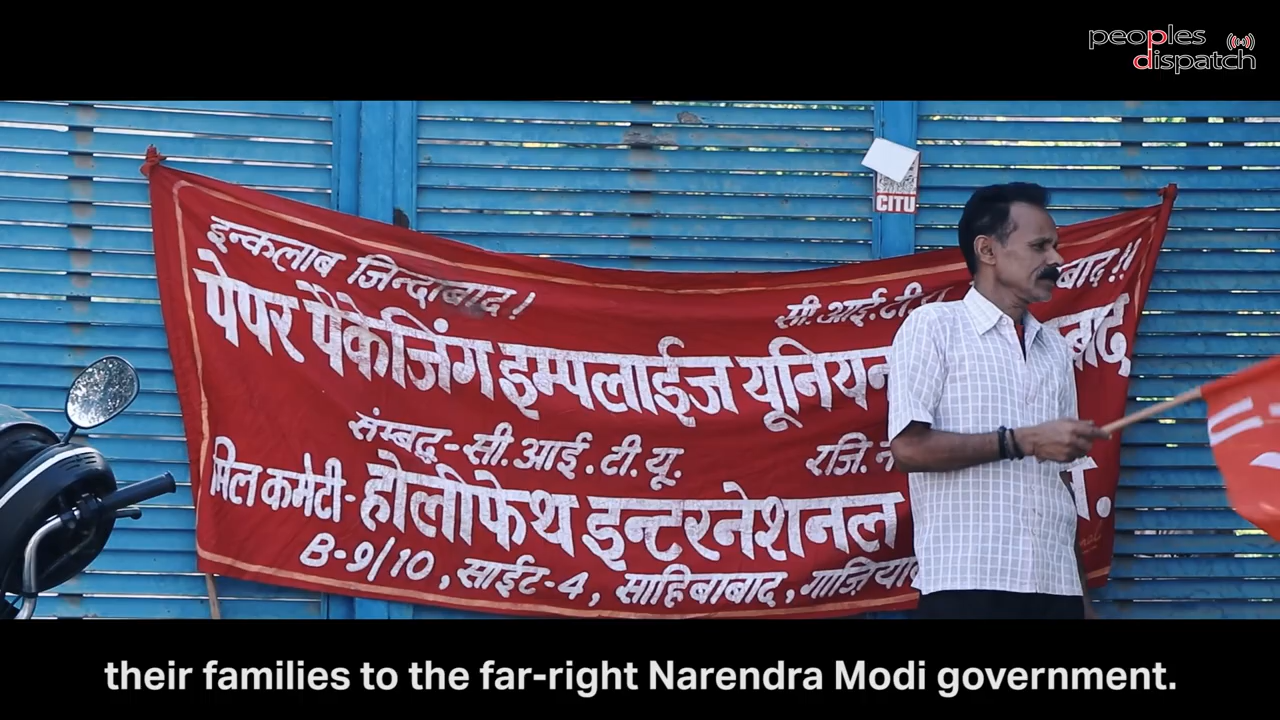 peoples
dispatch
CITU
इन्कलाब जिन्दाबाद! सी.आई.टी. बाद!!
पेपर पैकेजिंग इम्पलाईज यूनियन बाद
संम्बद्ध-सी.आई.टी.यू. रजि.
मिल कमेटी-होलोफेथ इन्टरनेशनल
B-9/10, साईट-4, साहिबाबाद,
their families to the far-right Narendra Modi government.